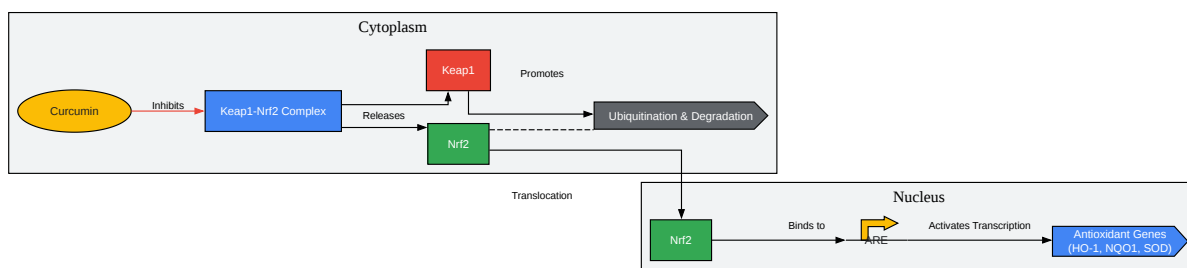 Cytoplasm
Keap1
Promotes
Curcumin
Inhibits
Keap1-Nrf2 Complex
Releases
Ubiquitination & Degradation
Nrf2
Translocation
Nucleus
Nrf2
Binds to
ARE
Activates Transcription
Antioxidant Genes
(HO-1, NQO1, SOD)